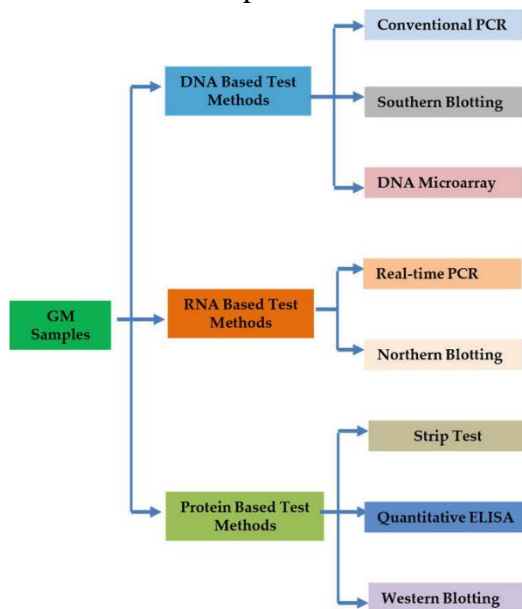 Conventional PCR
DNA Based Test
Methods
Southern Blotting
DNA Microarray
Real-time PCR
GM
Samples
RNA Based Test
Methods
Northern Blotting
Strip Test
Protein Based Test
Methods
Quantitative ELISA
Western Blotting